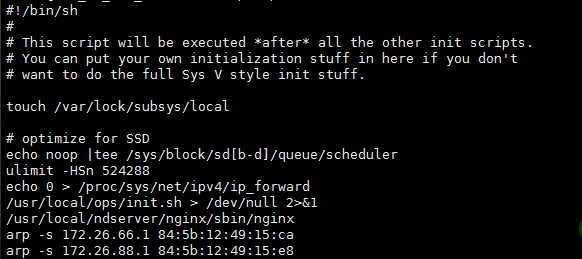 #!/bin/sh
#
# This script will be executed *after* all the other init scripts.
# You can put your own initialization stuff in here if you don't
# want to do the full Sys V style init stuff.
touch /var/lock/subsys/local
# optimize for SSD
echo noop |tee /sys/block/sd[b-d]/queue/scheduler
ulimit -HSn 524288
echo 0 > /proc/sys/net/ipv4/ip_forward
/usr/local/ops/init.sh > /dev/null 2>&1
/usr/local/ndserver/nginx/sbin/nginx
arp -s 172.26.66.1 84:5b:12:49:15:ca
arp -s 172.26.88.1 84:5b:12:49:15:e8